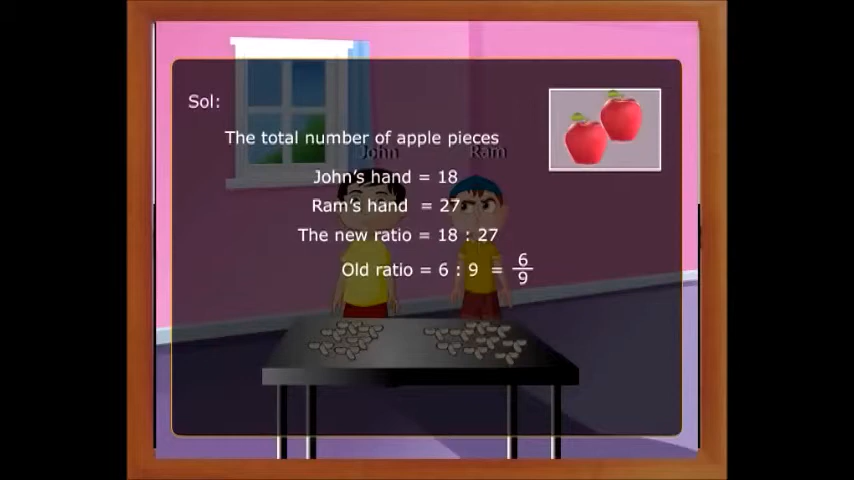 Sol:
The total number of apple pieces
John Ram
John's hand = 18
Ram's hand = 27
The new ratio = 18 : 27
Old ratio = 6 : 9 = 6/9